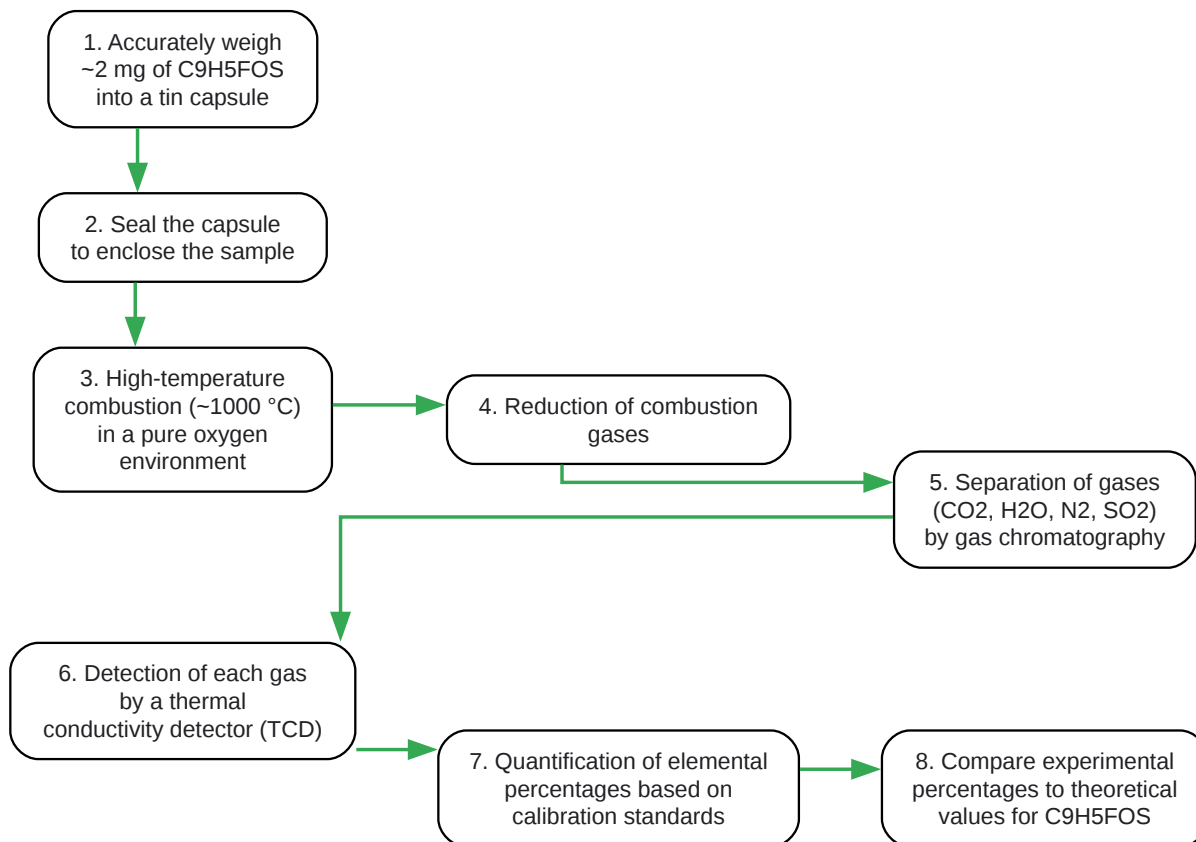 1. Accurately weigh
~2 mg of C9H5FOS
into a tin capsule
2. Seal the capsule
to enclose the sample
3. High-temperature
combustion (~1000 °C)
in a pure oxygen
environment
4. Reduction of combustion
gases
5. Separation of gases
(CO2, H2O, N2, SO2)
by gas chromatography
6. Detection of each gas
by a thermal
conductivity detector (TCD)
7. Quantification of elemental
percentages based on
calibration standards
8. Compare experimental
percentages to theoretical
values for C9H5FOS